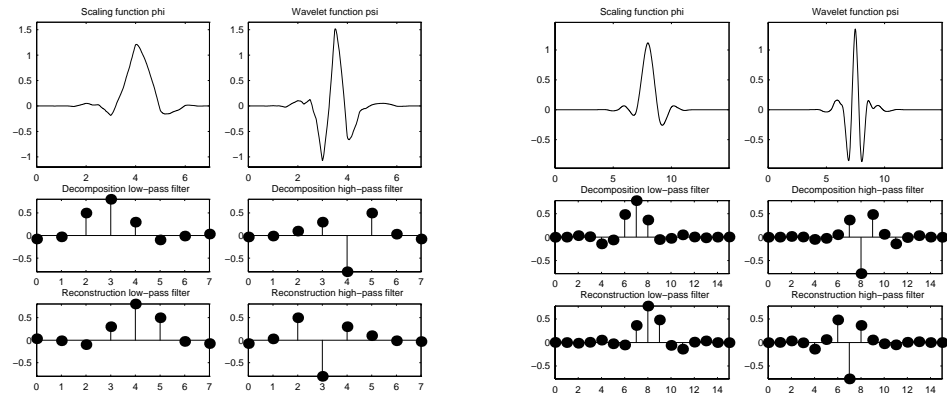 Scaling function phi
Wavelet function psi
1.5
1
0.5
0
−0.5
−1
0 2 4 6
1.5
1
0.5
0
−0.5
−1
0 2 4 6
Decomposition low−pass filter
Decomposition high−pass filter
0.5
0
−0.5
0 1 2 3 4 5 6 7
0.5
0
−0.5
0 1 2 3 4 5 6 7
Reconstruction low−pass filter
Reconstruction high−pass filter
0.5
0
−0.5
0 1 2 3 4 5 6 7
0.5
0
−0.5
0 1 2 3 4 5 6 7
Scaling function phi
Wavelet function psi
1
0.5
0
−0.5
0 5 10
1
0.5
0
−0.5
0 5 10
Decomposition low−pass filter
Decomposition high−pass filter
0.5
0
−0.5
0 2 4 6 8 10 12 14
0.5
0
−0.5
0 2 4 6 8 10 12 14
Reconstruction low−pass filter
Reconstruction high−pass filter
0.5
0
−0.5
0 2 4 6 8 10 12 14
0.5
0
−0.5
0 2 4 6 8 10 12 14